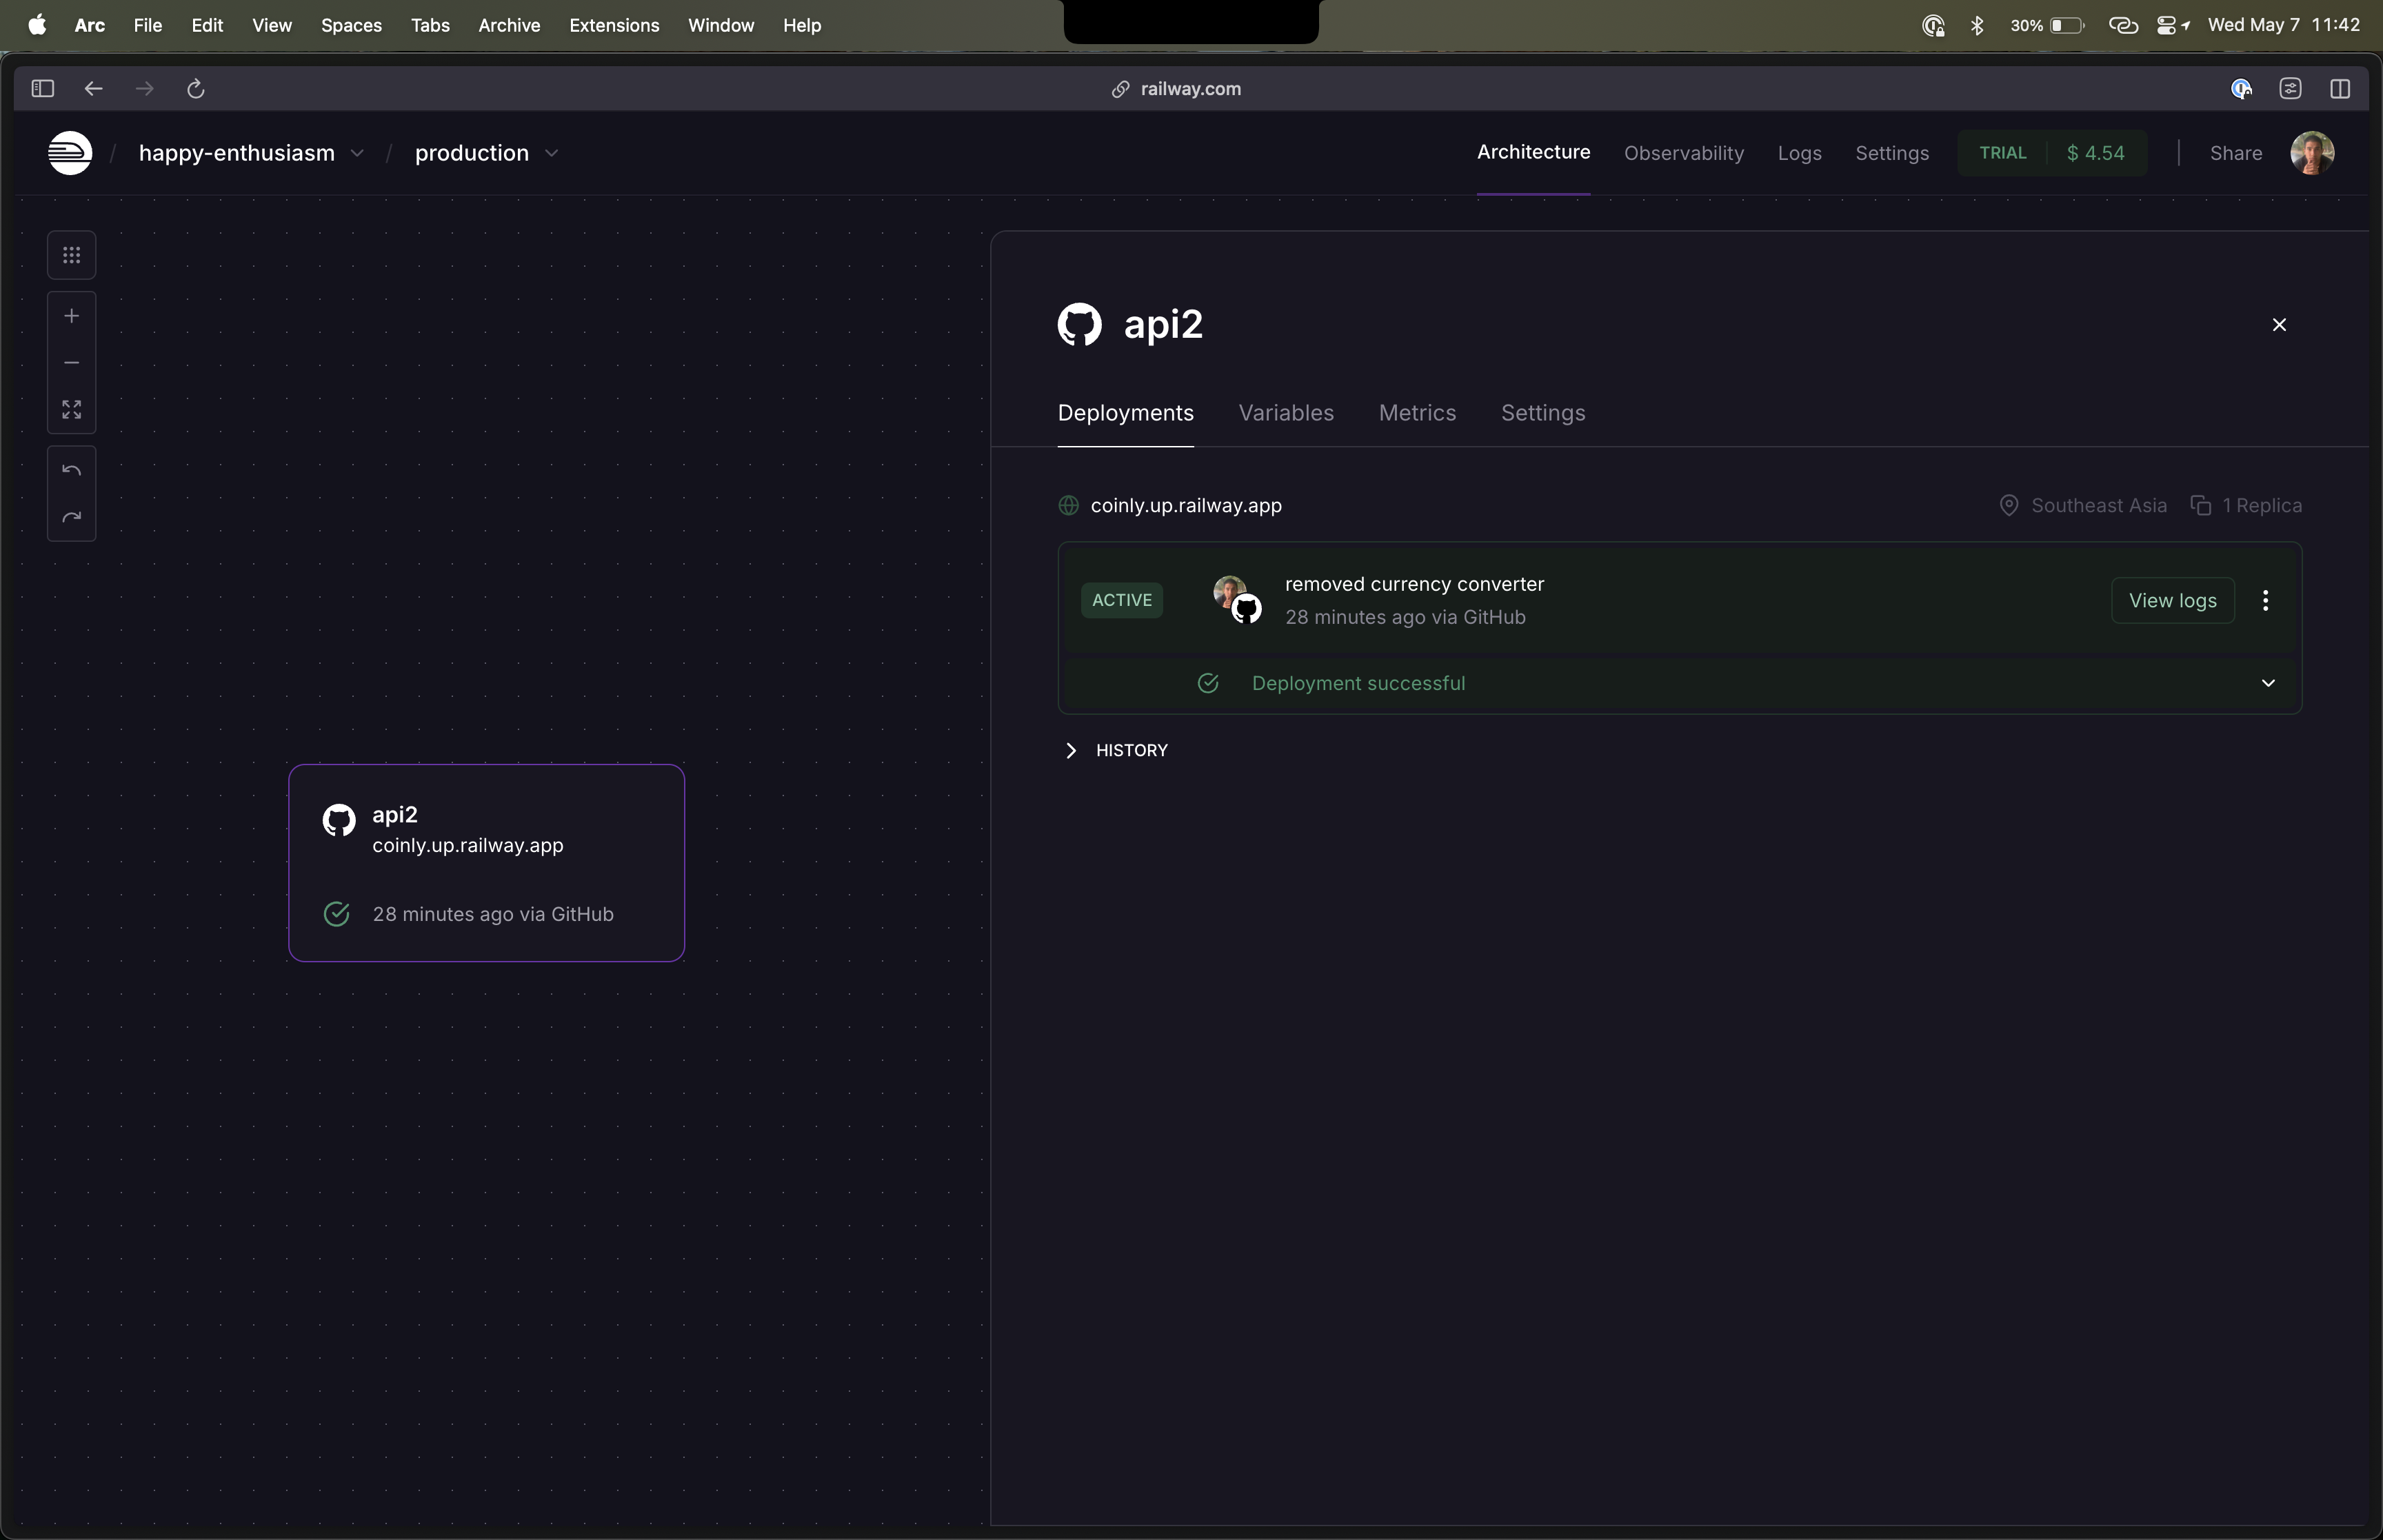 Arc File Edit View Spaces Tabs Archive Extensions Window Help 30% Wed May 7 11:42
railway.com
/ happy-enthusiasm / production Architecture Observability Logs Settings TRIAL $ 4.54 Share
api2
Deployments Variables Metrics Settings
coinly.up.railway.app Southeast Asia 1 Replica
ACTIVE removed currency converter View logs
28 minutes ago via GitHub
Deployment successful
HISTORY
api2
coinly.up.railway.app
28 minutes ago via GitHub